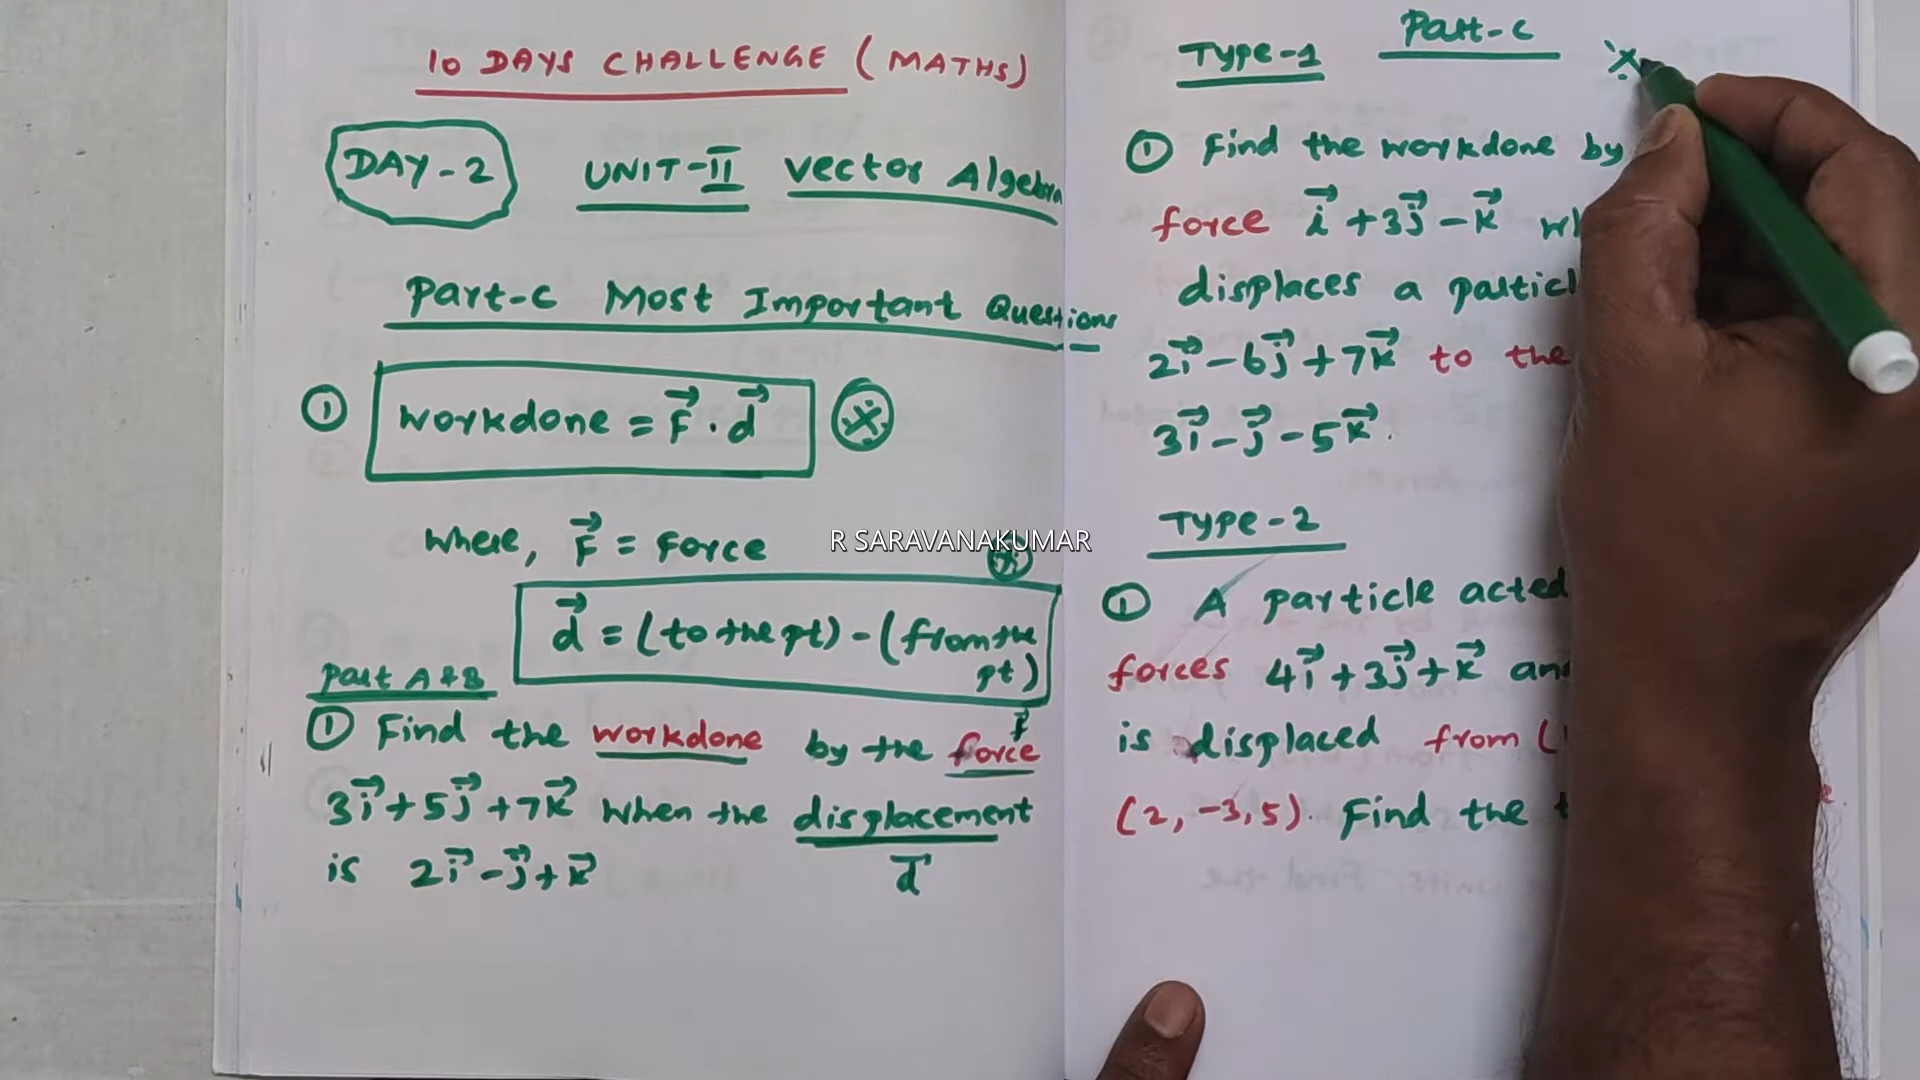 10 DAYS CHALLENGE (MATHS)
DAY-2 UNIT-II Vector Algebra
Part-C Most Important Questions
① Workdone = F⃗ · d⃗
Where, F⃗ = Force
d⃗ = (to the pt) - (from the
pt)
Part A & B
① Find the workdone by the force
F⃗
3i⃗ + 5j⃗ + 7k⃗ when the displacement
is 2i⃗ - j⃗ + k⃗ d⃗
R SARAVANAKUMAR
Type-1 Part-C
① Find the workdone by
force i⃗ + 3j⃗ - k⃗
displaces a
2i⃗ - 6j⃗ + 7k⃗ to the
3i⃗ - j⃗ - 5k⃗.
Type-2
① A particle acted
forces 4i⃗ + 3j⃗ + k⃗
is displaced from
(2, -3, 5). Find the